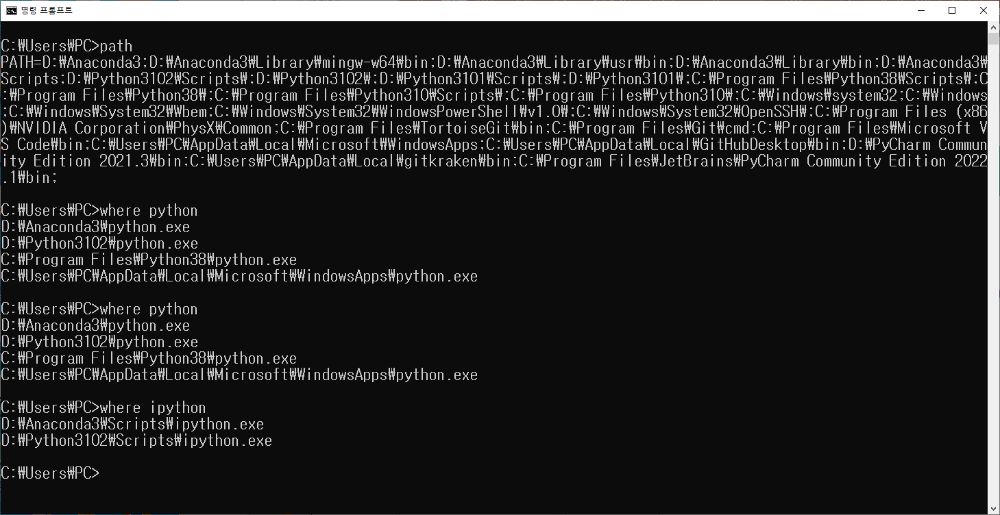 명령 프롬프트
C:₩Users₩PC>path
PATH=D:₩Anaconda3;D:₩Anaconda3₩Library₩mingw-w64₩bin;D:₩Anaconda3₩Library₩usr₩bin;D:₩Anaconda3₩Library₩bin;D:₩Anaconda3₩
Scripts;D:₩Python3102₩Scripts₩;D:₩Python3102₩;D:₩Python3101₩Scripts₩;D:₩Python3101₩;C:₩Program Files₩Python38₩Scripts₩;C
:₩Program Files₩Python38₩;C:₩Program Files₩Python310₩Scripts₩;C:₩Program Files₩Python310₩;C:₩Windows₩system32;C:₩Windows
;C:₩Windows₩System32₩Wbem;C:₩Windows₩System32₩WindowsPowerShell₩v1.0₩;C:₩Windows₩System32₩OpenSSH₩;C:₩Program Files (x86
)₩NVIDIA Corporation₩PhysX₩Common;C:₩Program Files₩TortoiseGit₩bin;C:₩Program Files₩Git₩cmd;C:₩Program Files₩Microsoft V
S Code₩bin;C:₩Users₩PC₩AppData₩Local₩Microsoft₩WindowsApps;C:₩Users₩PC₩AppData₩Local₩GitHubDesktop₩bin;D:₩PyCharm Commun
ity Edition 2021.3₩bin;C:₩Users₩PC₩AppData₩Local₩gitkraken₩bin;C:₩Program Files₩JetBrains₩PyCharm Community Edition 2022
.1₩bin;
C:₩Users₩PC>where python
D:₩Anaconda3₩python.exe
D:₩Python3102₩python.exe
C:₩Program Files₩Python38₩python.exe
C:₩Users₩PC₩AppData₩Local₩Microsoft₩WindowsApps₩python.exe
C:₩Users₩PC>where python
D:₩Anaconda3₩python.exe
D:₩Python3102₩python.exe
C:₩Program Files₩Python38₩python.exe
C:₩Users₩PC₩AppData₩Local₩Microsoft₩WindowsApps₩python.exe
C:₩Users₩PC>where ipython
D:₩Anaconda3₩Scripts₩ipython.exe
D:₩Python3102₩Scripts₩ipython.exe
C:₩Users₩PC>